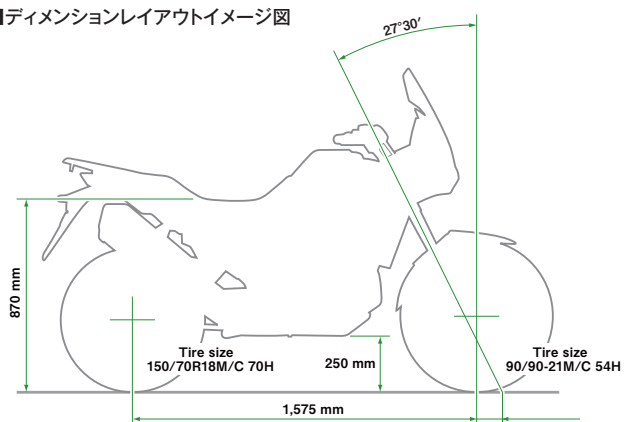 ■ディメンションレイアウトイメージ図
27°30′
870 mm
Tire size
150/70R18M/C 70H
250 mm
Tire size
90/90-21M/C 54H
1,575 mm